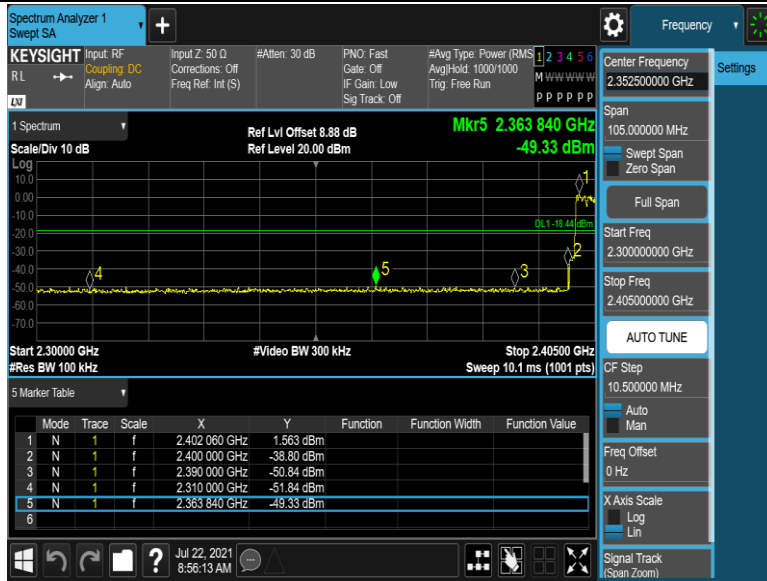 Spectrum Analyzer 1
Swept SA
Frequency
KEYSIGHT
Input: RF
Coupling: DC
Align: Auto
Input Z: 50 Ω
Corrections: Off
Freq Ref: Int (S)
#Atten: 30 dB
PNO: Fast
Gate: Off
IF Gain: Low
Sig Track: Off
#Avg Type: Power (RMS
Avg|Hold: 1000/1000
Trig: Free Run
1 2 3 4 5 6
M W W W W W
P P P P P P
RL
LXI
1 Spectrum
Scale/Div 10 dB
Ref Lvl Offset 8.88 dB
Ref Level 20.00 dBm
Mkr5 2.363 840 GHz
-49.33 dBm
Log
10.0
0.00
-10.0
-20.0
-30.0
-40.0
-50.0
-60.0
-70.0
1
DL1 -18.44 dBm
2
3
4
5
Start 2.30000 GHz
#Res BW 100 kHz
#Video BW 300 kHz
Stop 2.40500 GHz
Sweep 10.1 ms (1001 pts)
5 Marker Table
Mode Trace Scale X Y Function Function Width Function Value
1 N 1 f 2.402 060 GHz 1.563 dBm
2 N 1 f 2.400 000 GHz -38.80 dBm
3 N 1 f 2.390 000 GHz -50.84 dBm
4 N 1 f 2.310 000 GHz -51.84 dBm
5 N 1 f 2.363 840 GHz -49.33 dBm
6
Jul 22, 2021
8:56:13 AM
?
Center Frequency
2.352500000 GHz
Settings
Span
105.000000 MHz
Swept Span
Zero Span
Full Span
Start Freq
2.300000000 GHz
Stop Freq
2.405000000 GHz
AUTO TUNE
CF Step
10.500000 MHz
Auto
Man
Freq Offset
0 Hz
X Axis Scale
Log
Lin
Signal Track
(Span Zoom)